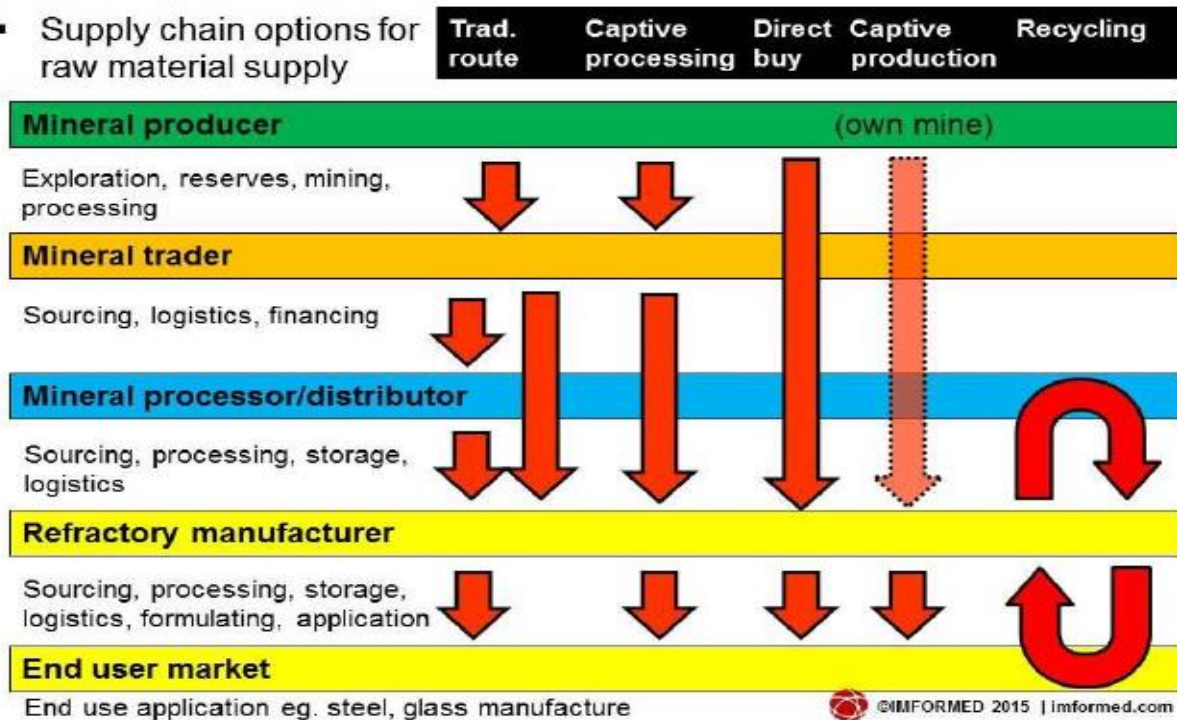 ▪ Supply chain options for
raw material supply
Trad.
route
Captive
processing
Direct
buy
Captive
production
Recycling
Mineral producer
(own mine)
Exploration, reserves, mining,
processing
Mineral trader
Sourcing, logistics, financing
Mineral processor/distributor
Sourcing, processing, storage,
logistics
Refractory manufacturer
Sourcing, processing, storage,
logistics, formulating, application
End user market
End use application eg. steel, glass manufacture
©IMFORMED 2015 | imformed.com